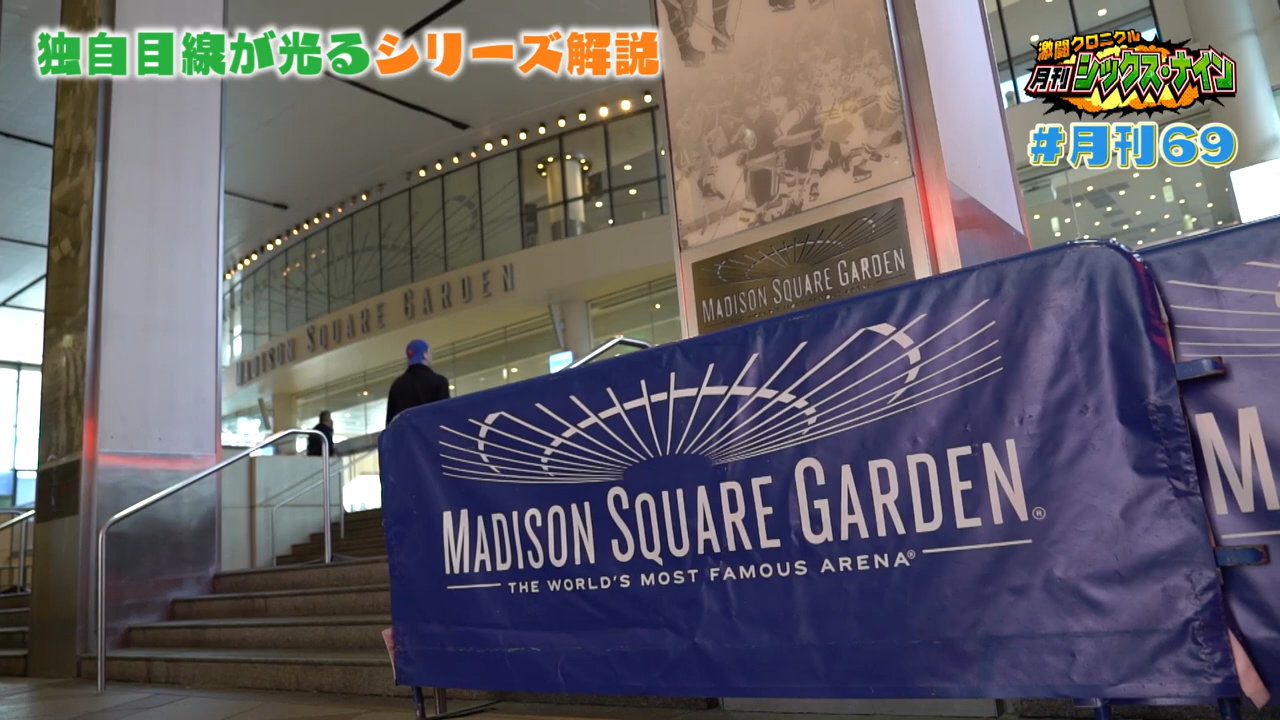 独自目線が光るシリーズ解説
激闘クロニクル
月刊シックス・ナイン
#月刊69
MADISON SQUARE GARDEN
MADISON SQUARE GARDEN
MADISON SQUARE GARDEN®
THE WORLD'S MOST FAMOUS ARENA®
M